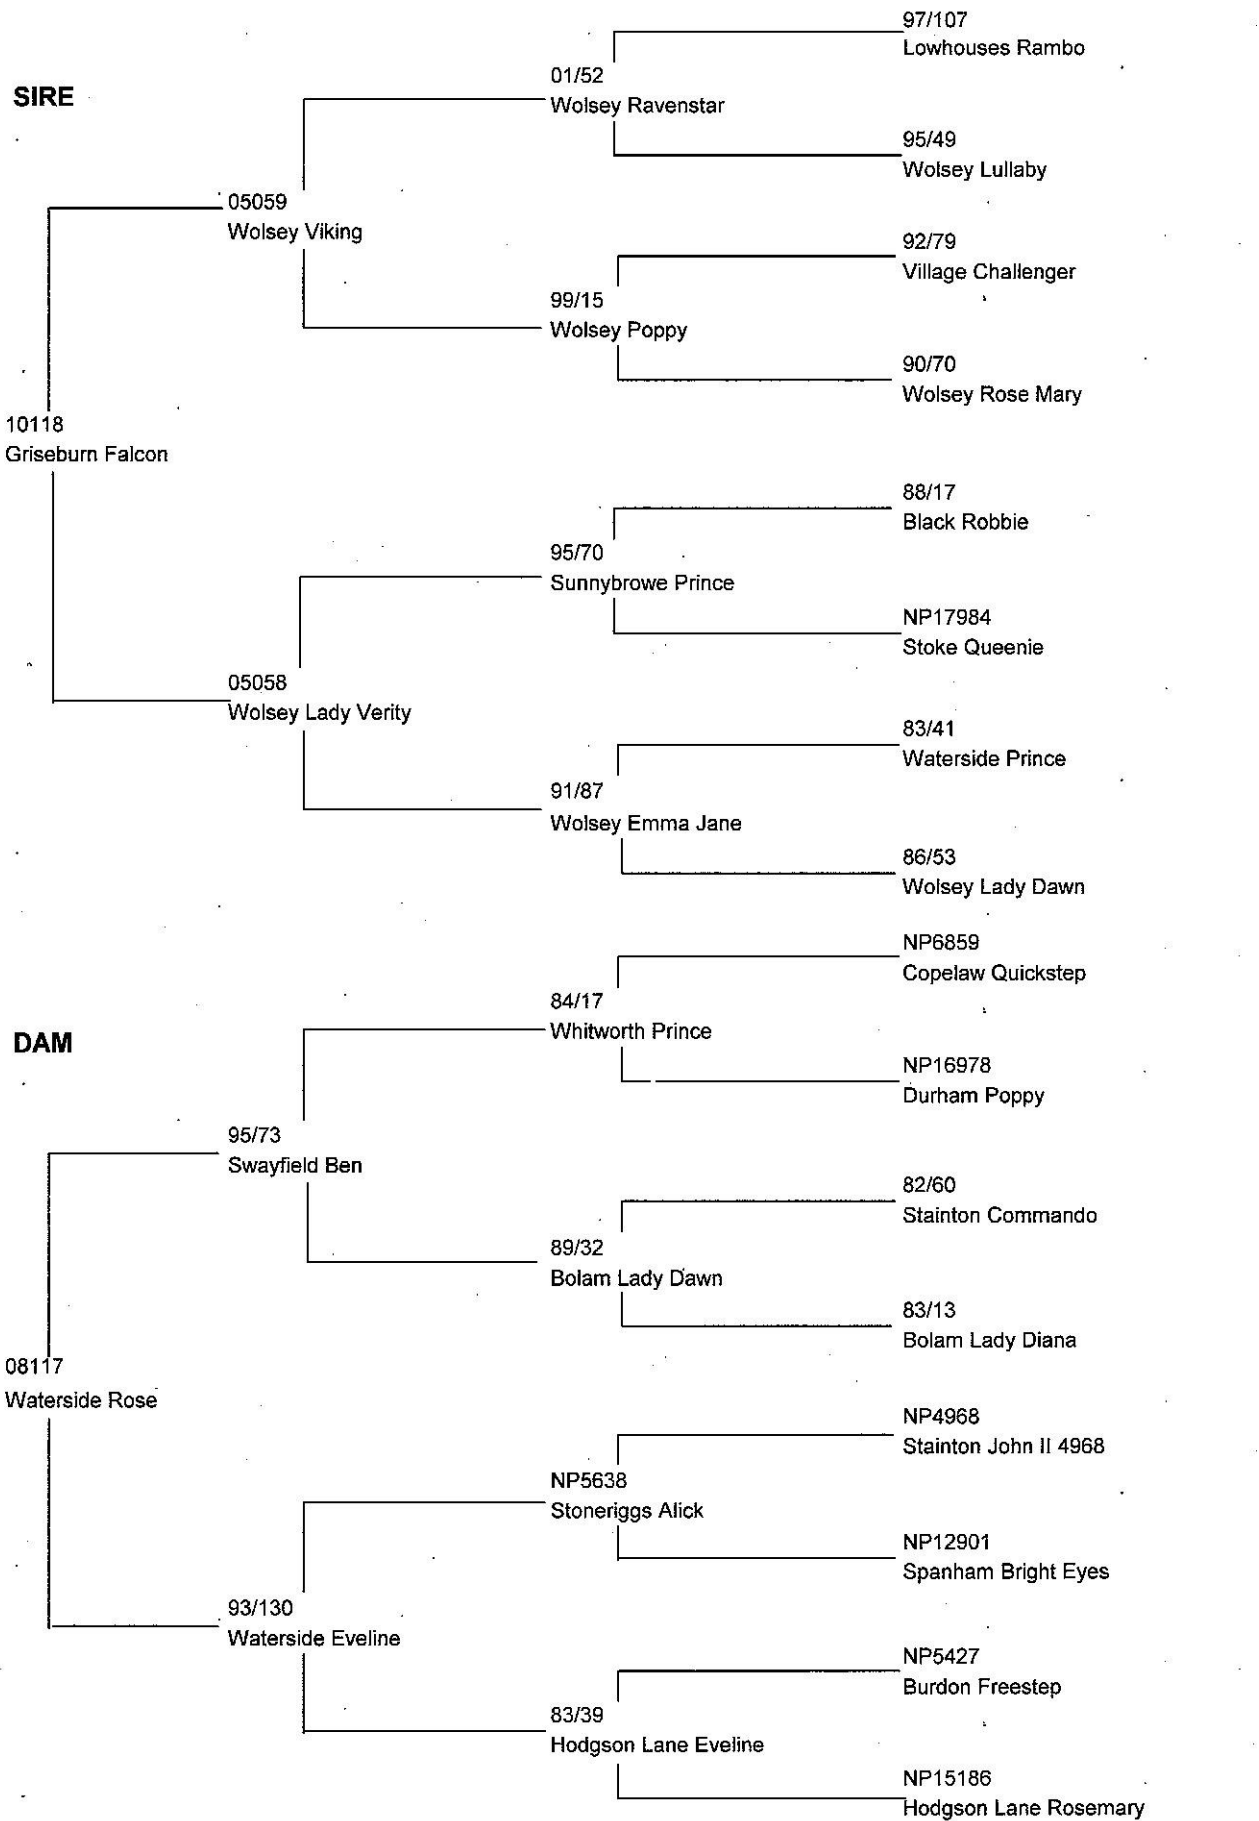 97/107
Lowhouses Rambo
SIRE
01/52
Wolsey Ravenstar
95/49
Wolsey Lullaby
05059
Wolsey Viking
92/79
Village Challenger
99/15
Wolsey Poppy
90/70
Wolsey Rose Mary
10118
Griseburn Falcon
88/17
Black Robbie
95/70
Sunnybrowe Prince
NP17984
Stoke Queenie
05058
Wolsey Lady Verity
83/41
Waterside Prince
91/87
Wolsey Emma Jane
86/53
Wolsey Lady Dawn
NP6859
Copelaw Quickstep
84/17
Whitworth Prince
DAM
NP16978
Durham Poppy
95/73
Swayfield Ben
82/60
Stainton Commando
89/32
Bolam Lady Dawn
83/13
Bolam Lady Diana
08117
Waterside Rose
NP4968
Stainton John II 4968
NP5638
Stoneriggs Alick
NP12901
Spanham Bright Eyes
93/130
Waterside Eveline
NP5427
Burdon Freestep
83/39
Hodgson Lane Eveline
NP15186
Hodgson Lane Rosemary